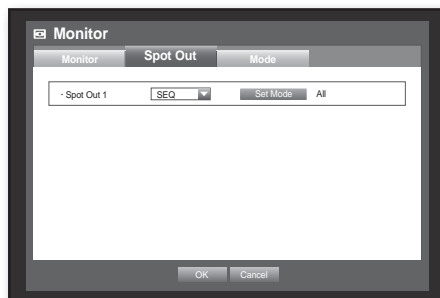 Monitor
Monitor Spot Out Mode
· Spot Out 1 SEQ Set Mode All
OK Cancel